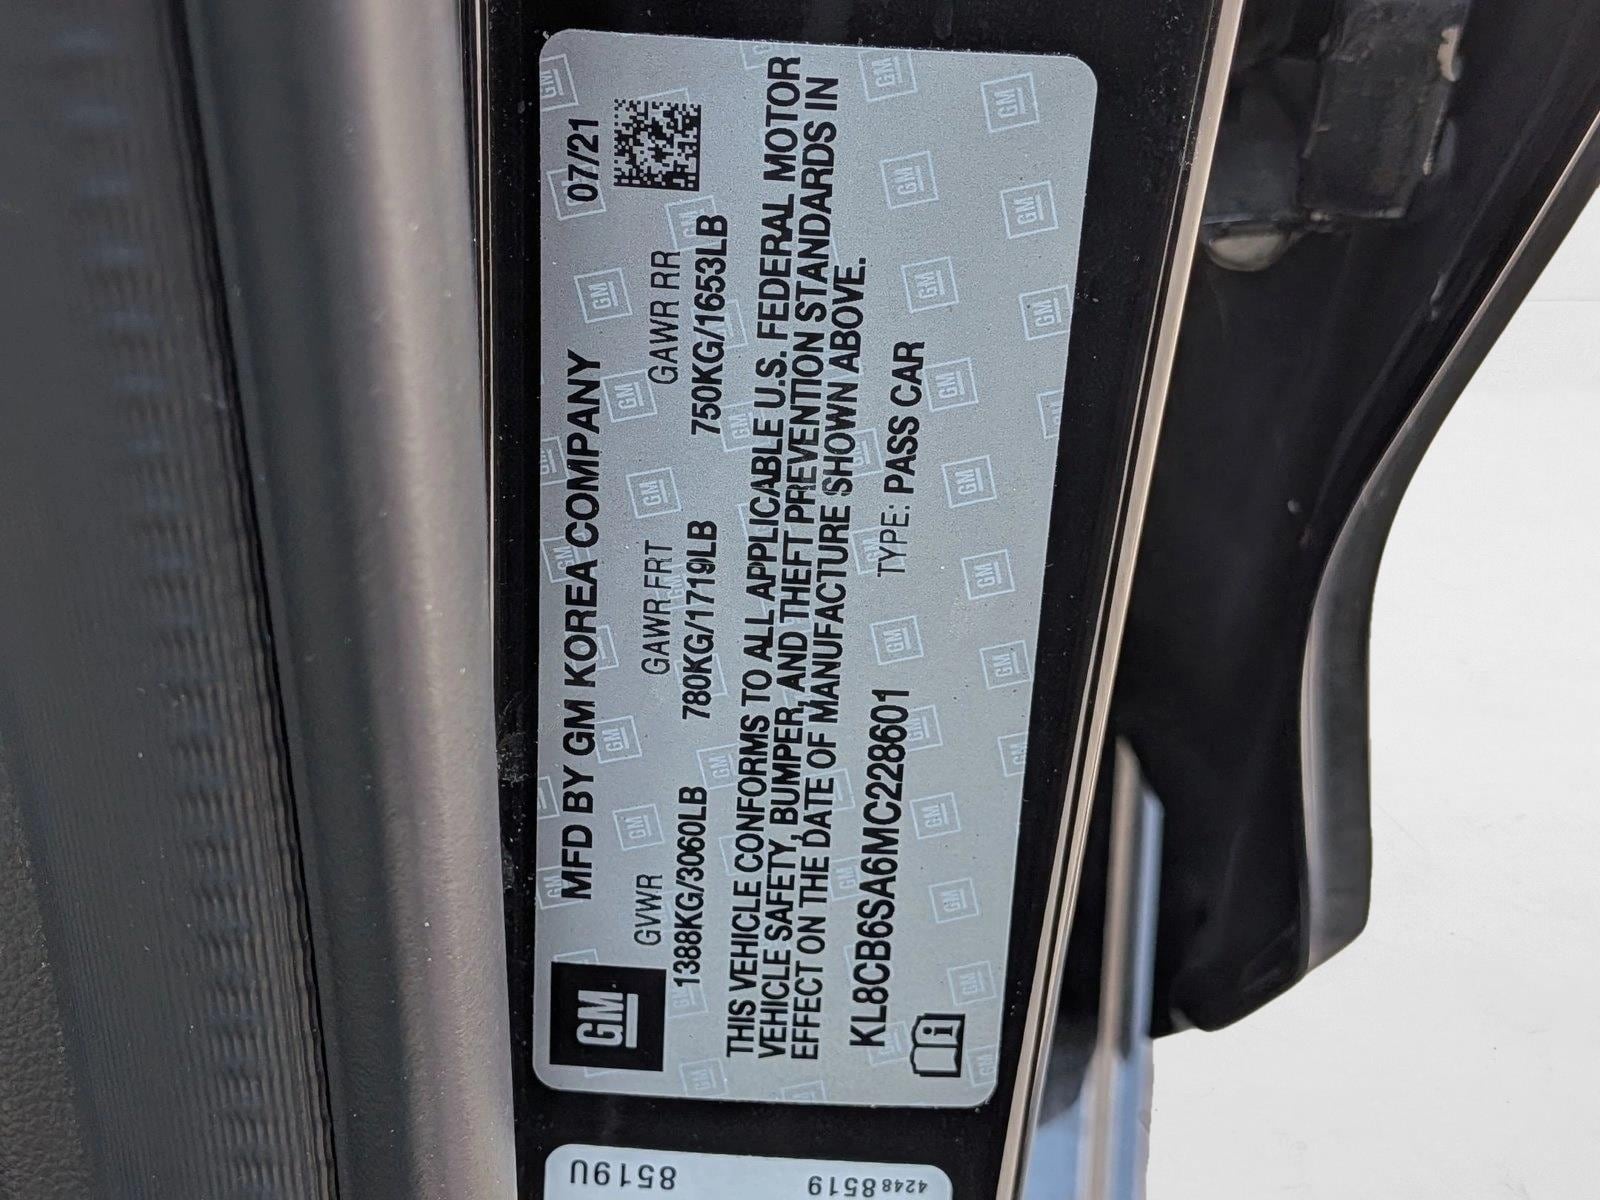 MFD BY GM KOREA COMPANY 07/21
GM
GVWR GAWR FRT GAWR RR
1388KG/3060LB 780KG/1719LB 750KG/1653LB
THIS VEHICLE CONFORMS TO ALL APPLICABLE U.S. FEDERAL MOTOR
VEHICLE SAFETY, BUMPER, AND THEFT PREVENTION STANDARDS IN
EFFECT ON THE DATE OF MANUFACTURE SHOWN ABOVE.
KL8CB6SA6MC228601 TYPE: PASS CAR
8519U
42488519